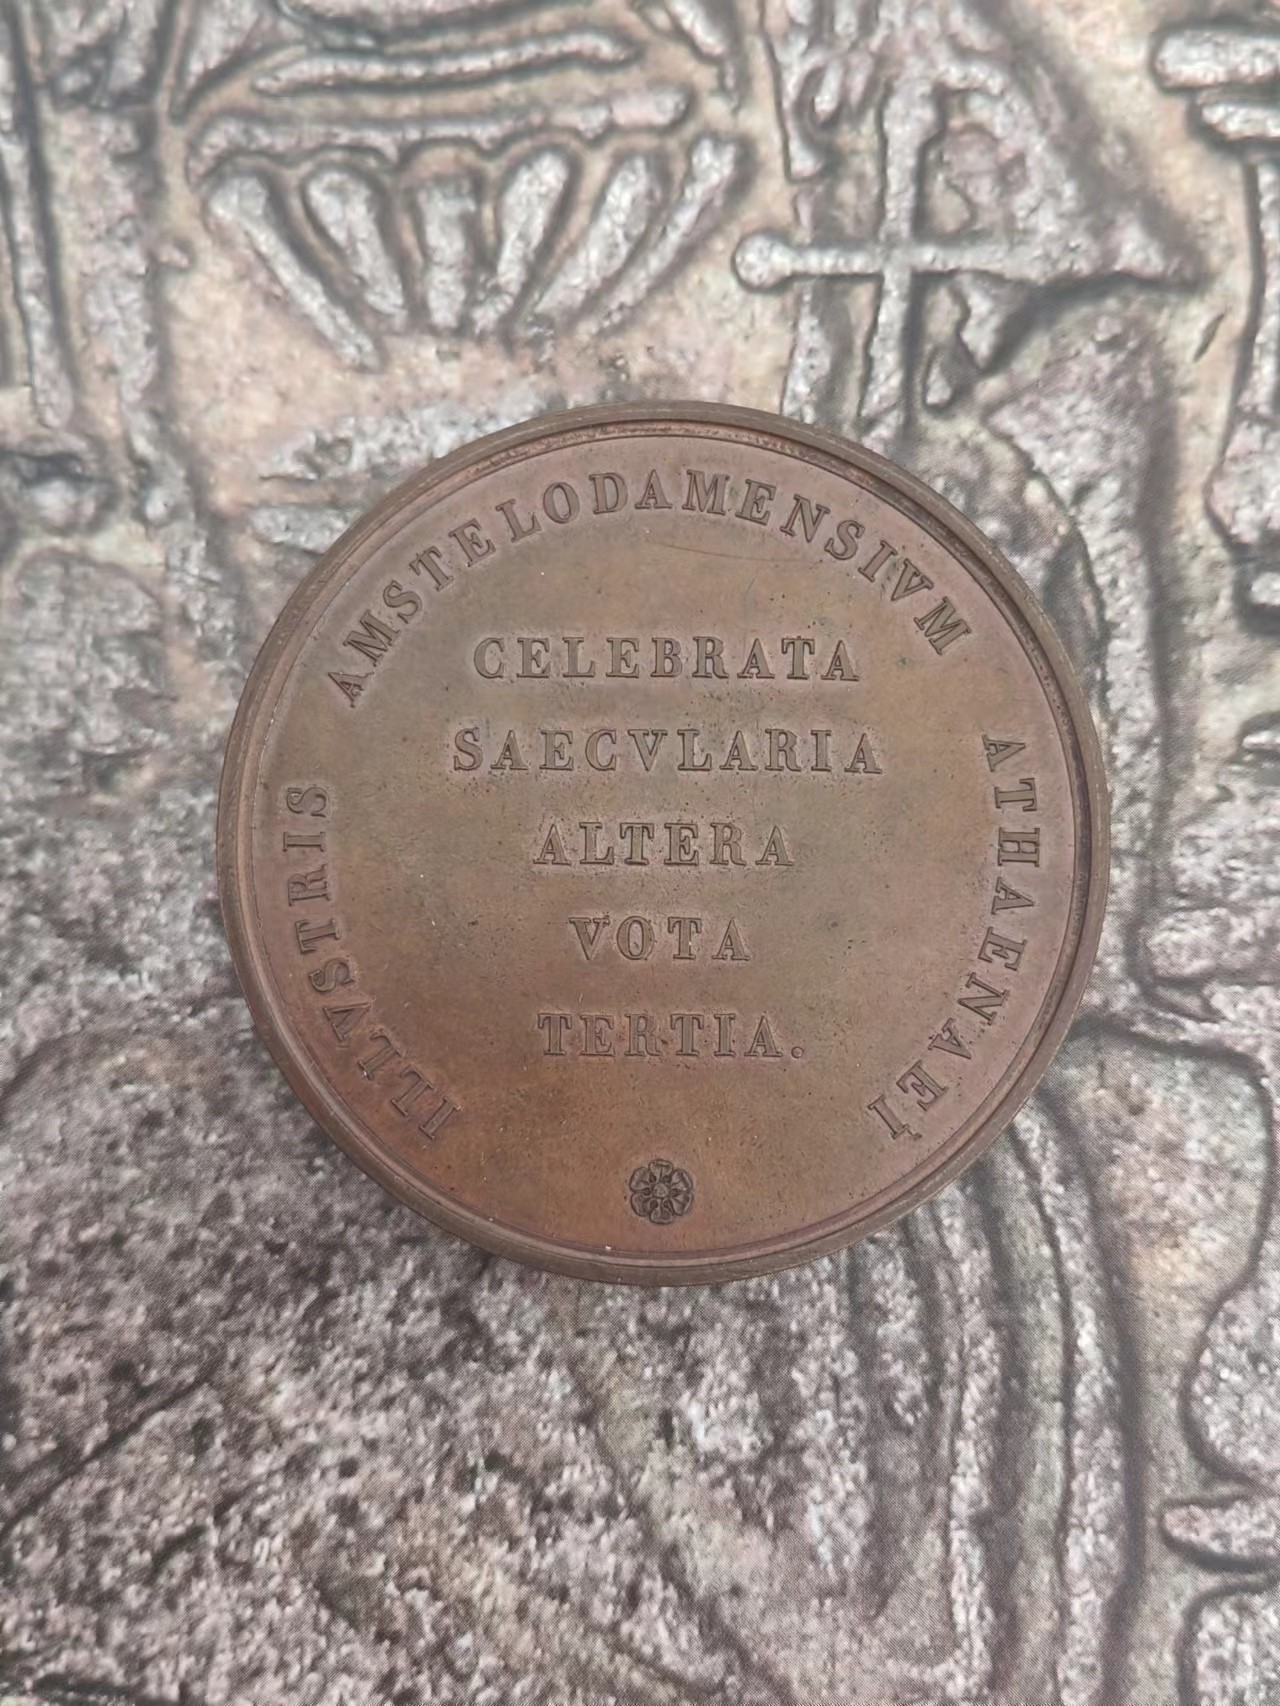 ILLVSTRIS AMSTELODAMENSIVM ATHAENAEI
CELEBRATA
SAECVLARIA
ALTERA
VOTA
TERTIA.